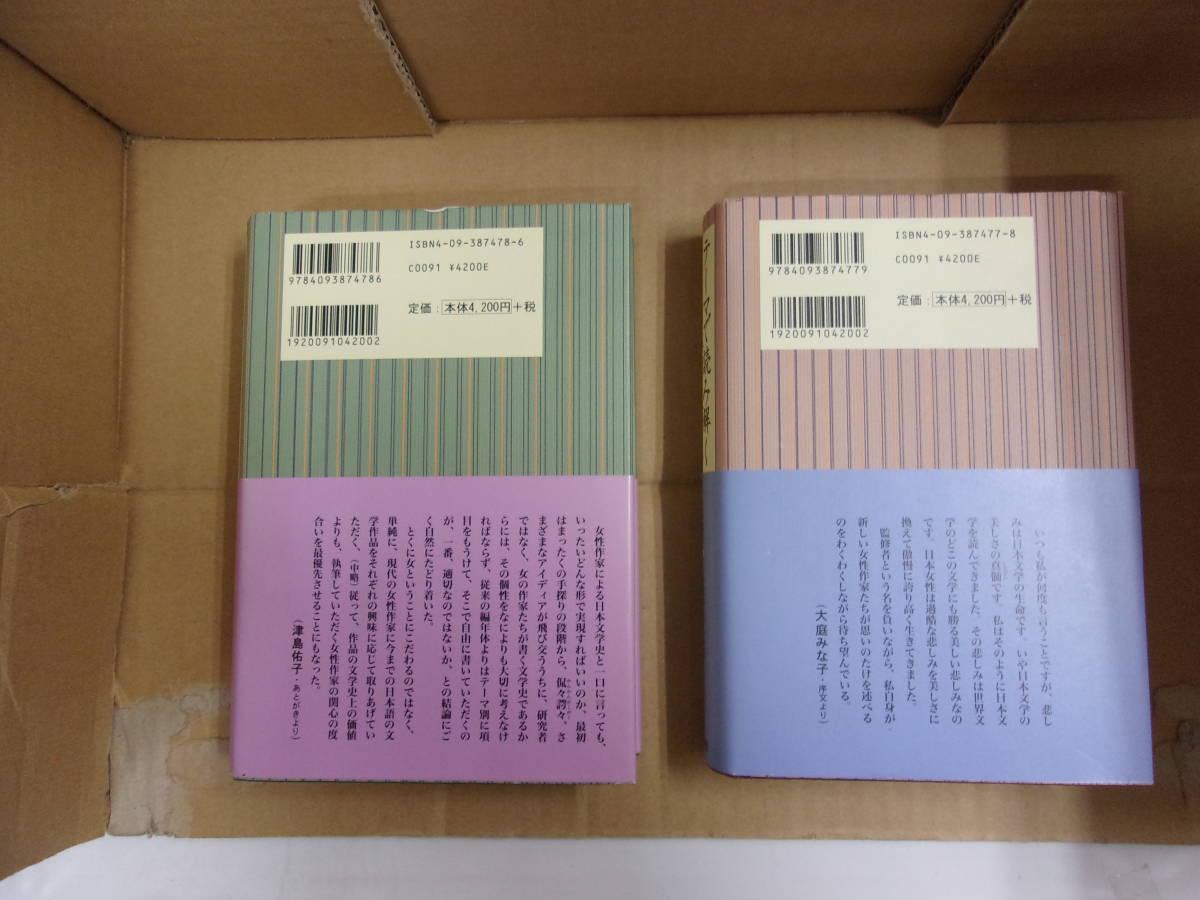 ISBN4-09-387478-6
C0091 ¥4200E
9784093874786
定価：本体4,200円+税
1920091042002
女性作家による日本文学史と一口に言っても、
いったいどんな形で実現すればいいのか、最初
はまったくの手探りの段階から、侃々諤々、さ
まざまなアイディアが飛び交ううちに、研究者
ではなく、女の作家たちが書く文学史であるか
らには、その個性をなによりも大切に考えなけ
ればならず、従来の編年体よりはテーマ別に項
目をもうけて、そこで自由に書いていただくの
が、一番、適切なのではないか、との結論にご
く自然にたどり着いた。
とくに女ということにこだわるのではなく、
単純に、現代の女性作家に今までの日本語の文
学作品をそれぞれの興味に応じて取りあげてい
ただく、（中略）従って、作品の文学史上の価値
よりも、執筆していただく女性作家の関心の度
合いを最優先させることにもなった。
（津島佑子・あとがきより）
テーマで読み解く
ISBN4-09-387477-8
C0091 ¥4200E
9784093874779
定価：本体4,200円+税
1920091042002
いつも私が何度も言うことですが、悲し
みは日本文学の生命です。いや日本文学の
美しさの真髄です。私はそのように日本文
学を読んできました。その悲しみは世界文
学のどこの文学にも勝る美しい悲しみなの
です。日本女性は過酷な悲しみを美しさに
換えて傲慢に誇り高く生きてきました。
監修者という名を負いながら、私自身が
新しい女性作家たちが思いのたけを述べる
のをわくわくしながら待ち望んでいる。
（大庭みな子・序文より）